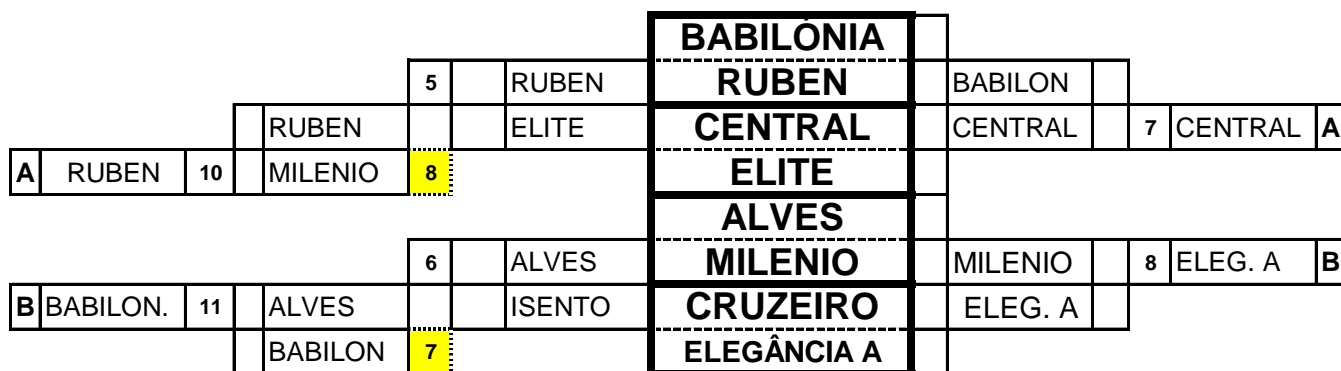 BABILÓNIA
5 RUBEN RUBEN BABILON
RUBEN ELITE CENTRAL CENTRAL 7 CENTRAL A
A RUBEN 10 MILENIO 8 ELITE
ALVES
6 ALVES MILENIO MILENIO 8 ELEG. A B
B BABILON. 11 ALVES ISENTO CRUZEIRO ELEG. A
BABILON 7 ELEGÂNCIA A